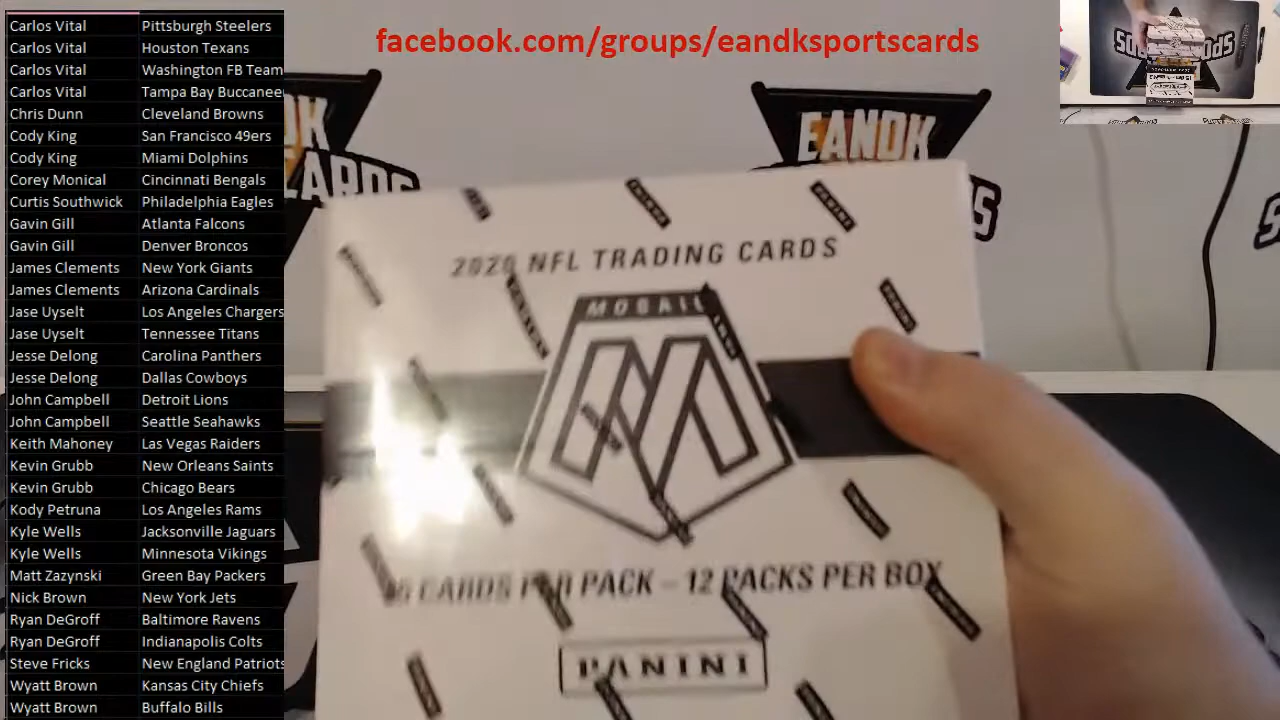 Carlos Vital Pittsburgh Steelers
Carlos Vital Houston Texans
Carlos Vital Washington FB Team
Carlos Vital Tampa Bay Buccanee
Chris Dunn Cleveland Browns
Cody King San Francisco 49ers
Cody King Miami Dolphins
Corey Monical Cincinnati Bengals
Curtis Southwick Philadelphia Eagles
Gavin Gill Atlanta Falcons
Gavin Gill Denver Broncos
James Clements New York Giants
James Clements Arizona Cardinals
Jase Uyselt Los Angeles Chargers
Jase Uyselt Tennessee Titans
Jesse Delong Carolina Panthers
Jesse Delong Dallas Cowboys
John Campbell Detroit Lions
John Campbell Seattle Seahawks
Keith Mahoney Las Vegas Raiders
Kevin Grubb New Orleans Saints
Kevin Grubb Chicago Bears
Kody Petruna Los Angeles Rams
Kyle Wells Jacksonville Jaguars
Kyle Wells Minnesota Vikings
Matt Zazynski Green Bay Packers
Nick Brown New York Jets
Ryan DeGroff Baltimore Ravens
Ryan DeGroff Indianapolis Colts
Steve Fricks New England Patriots
Wyatt Brown Kansas City Chiefs
Wyatt Brown Buffalo Bills
facebook.com/groups/eandksportscards
EANDK
2020 NFL TRADING CARDS
MOSAIC
CARDS PER PACK – 12 PACKS PER BOX
PANINI